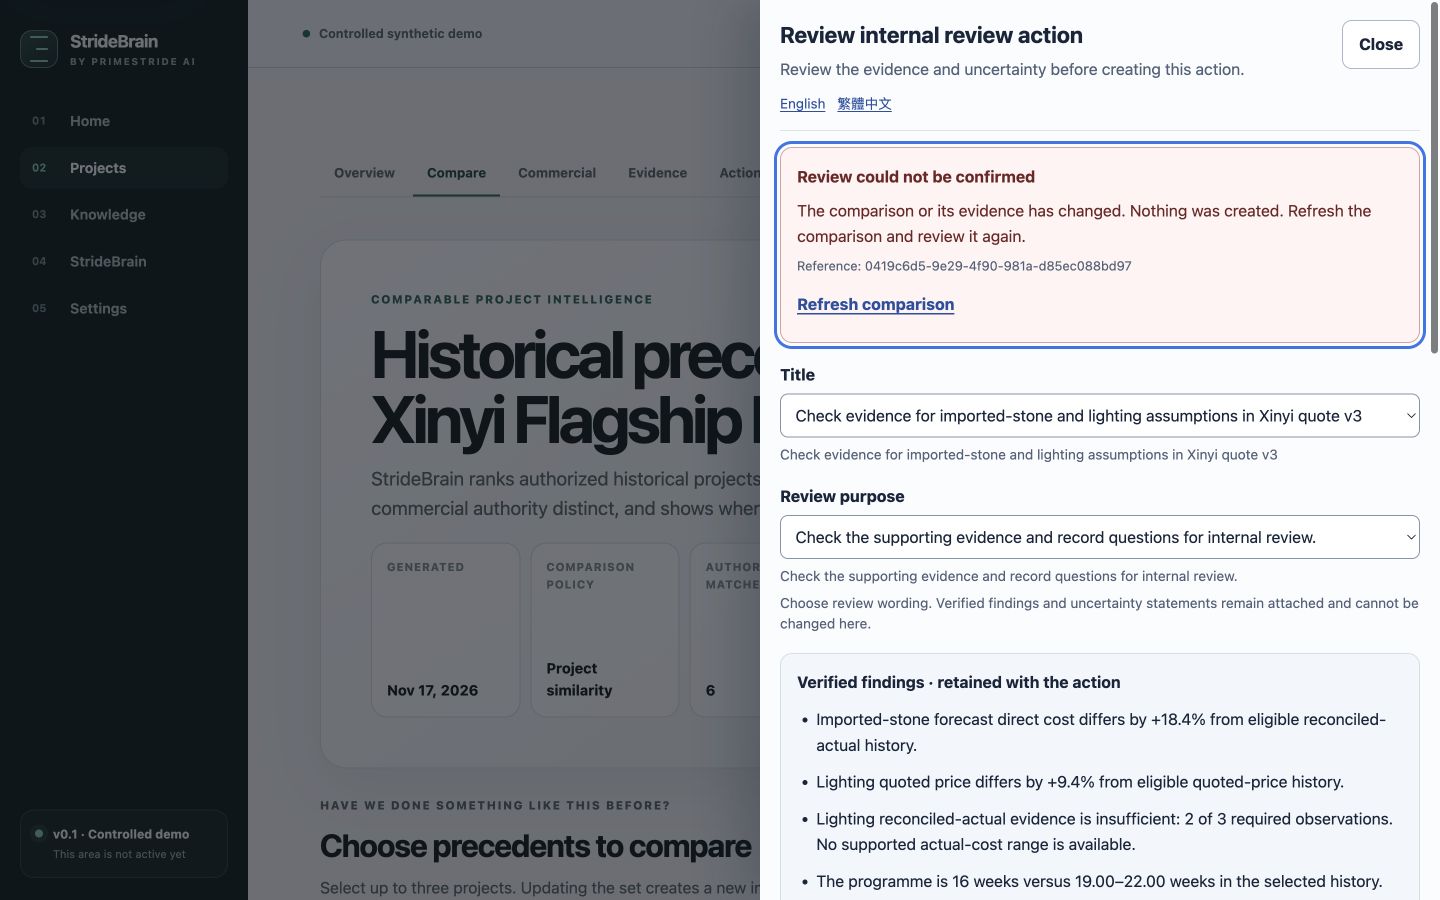 StrideBrain
BY PRIMESTRIDE AI
01 Home
02 Projects
03 Knowledge
04 StrideBrain
05 Settings
v0.1 · Controlled demo
This area is not active yet
Controlled synthetic demo
Overview Compare Commercial Evidence Action
COMPARABLE PROJECT INTELLIGENCE
Historical prece
Xinyi Flagship
StrideBrain ranks authorized historical projects
commercial authority distinct, and shows wher
GENERATED
Nov 17, 2026
COMPARISON
POLICY
Project
similarity
AUTHOR
MATCHE
6
HAVE WE DONE SOMETHING LIKE THIS BEFORE?
Choose precedents to compare
Select up to three projects. Updating the set creates a new i
Review internal review action
Close
Review the evidence and uncertainty before creating this action.
English 繁體中文
Review could not be confirmed
The comparison or its evidence has changed. Nothing was created. Refresh the
comparison and review it again.
Reference: 0419c6d5-9e29-4f90-981a-d85ec088bd97
Refresh comparison
Title
Check evidence for imported-stone and lighting assumptions in Xinyi quote v3
Check evidence for imported-stone and lighting assumptions in Xinyi quote v3
Review purpose
Check the supporting evidence and record questions for internal review.
Check the supporting evidence and record questions for internal review.
Choose review wording. Verified findings and uncertainty statements remain attached and cannot be
changed here.
Verified findings · retained with the action
• Imported-stone forecast direct cost differs by +18.4% from eligible reconciled-
actual history.
• Lighting quoted price differs by +9.4% from eligible quoted-price history.
• Lighting reconciled-actual evidence is insufficient: 2 of 3 required observations.
No supported actual-cost range is available.
• The programme is 16 weeks versus 19.00–22.00 weeks in the selected history.